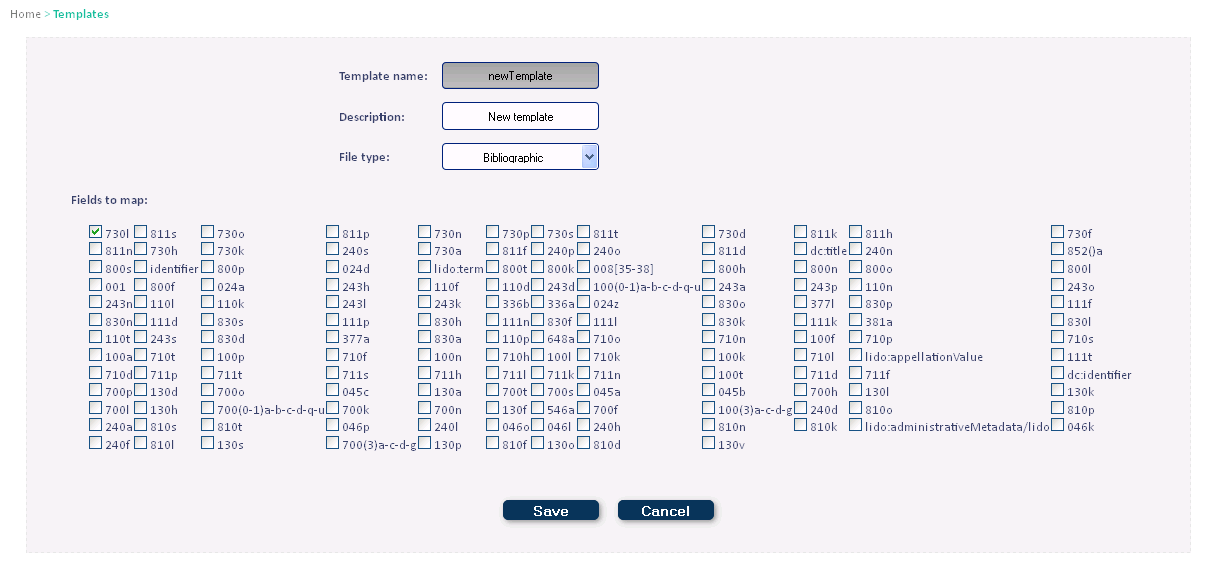 Home > Templates
Template name: newTemplate
Description: New template
File type: Bibliographic
Fields to map:
730l 811s 730o 811p 730n 730p 730s 811t 730d 811k 811h 730f
811n 730h 730k 240s 730a 811f 240p 240o 811d dc:title 240n 852()a
800s identifier 800p 024d lido:term 800t 800k 008[35-38] 800h 800n 800o 800l
001 800f 024a 243h 110f 110d 243d 100(0-1)a-b-c-d-q-u 243a 243p 110n 243o
243n 110l 110k 243l 243k 336b 336a 024z 830o 377l 830p 111f
830n 111d 830s 111p 830h 111n 830f 111l 830k 111k 381a 830l
110t 243s 830d 377a 830a 110p 648a 710o 710n 100f 710p 710s
100a 710t 100p 710f 100n 710h 100l 710k 100k 710l lido:appellationValue 111t
710d 711p 711t 711s 711h 711l 711k 711n 100t 711d 711f dc:identifier
700p 130d 700o 045c 130a 700t 700s 045a 045b 700h 130l 130k
700l 130h 700(0-1)a-b-c-d-q-u 700k 700n 130f 546a 700f 100(3)a-c-d-g 240d 810o 810p
240a 810s 810t 046p 240l 046o 046l 240h 810n 810k lido:administrativeMetadata/lido 046k
240f 810l 130s 700(3)a-c-d-g 130p 810f 130o 810d 130v
Save Cancel